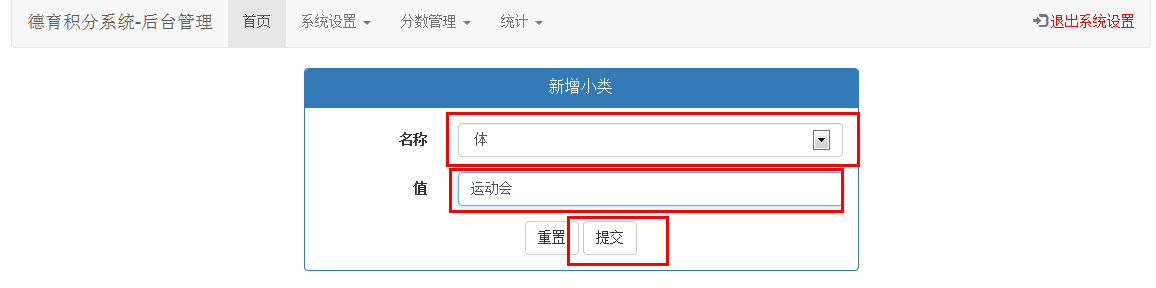 德育积分系统-后台管理 首页 系统设置 分数管理 统计 退出系统设置
新增小类
名称 体
值 运动会
重置 提交